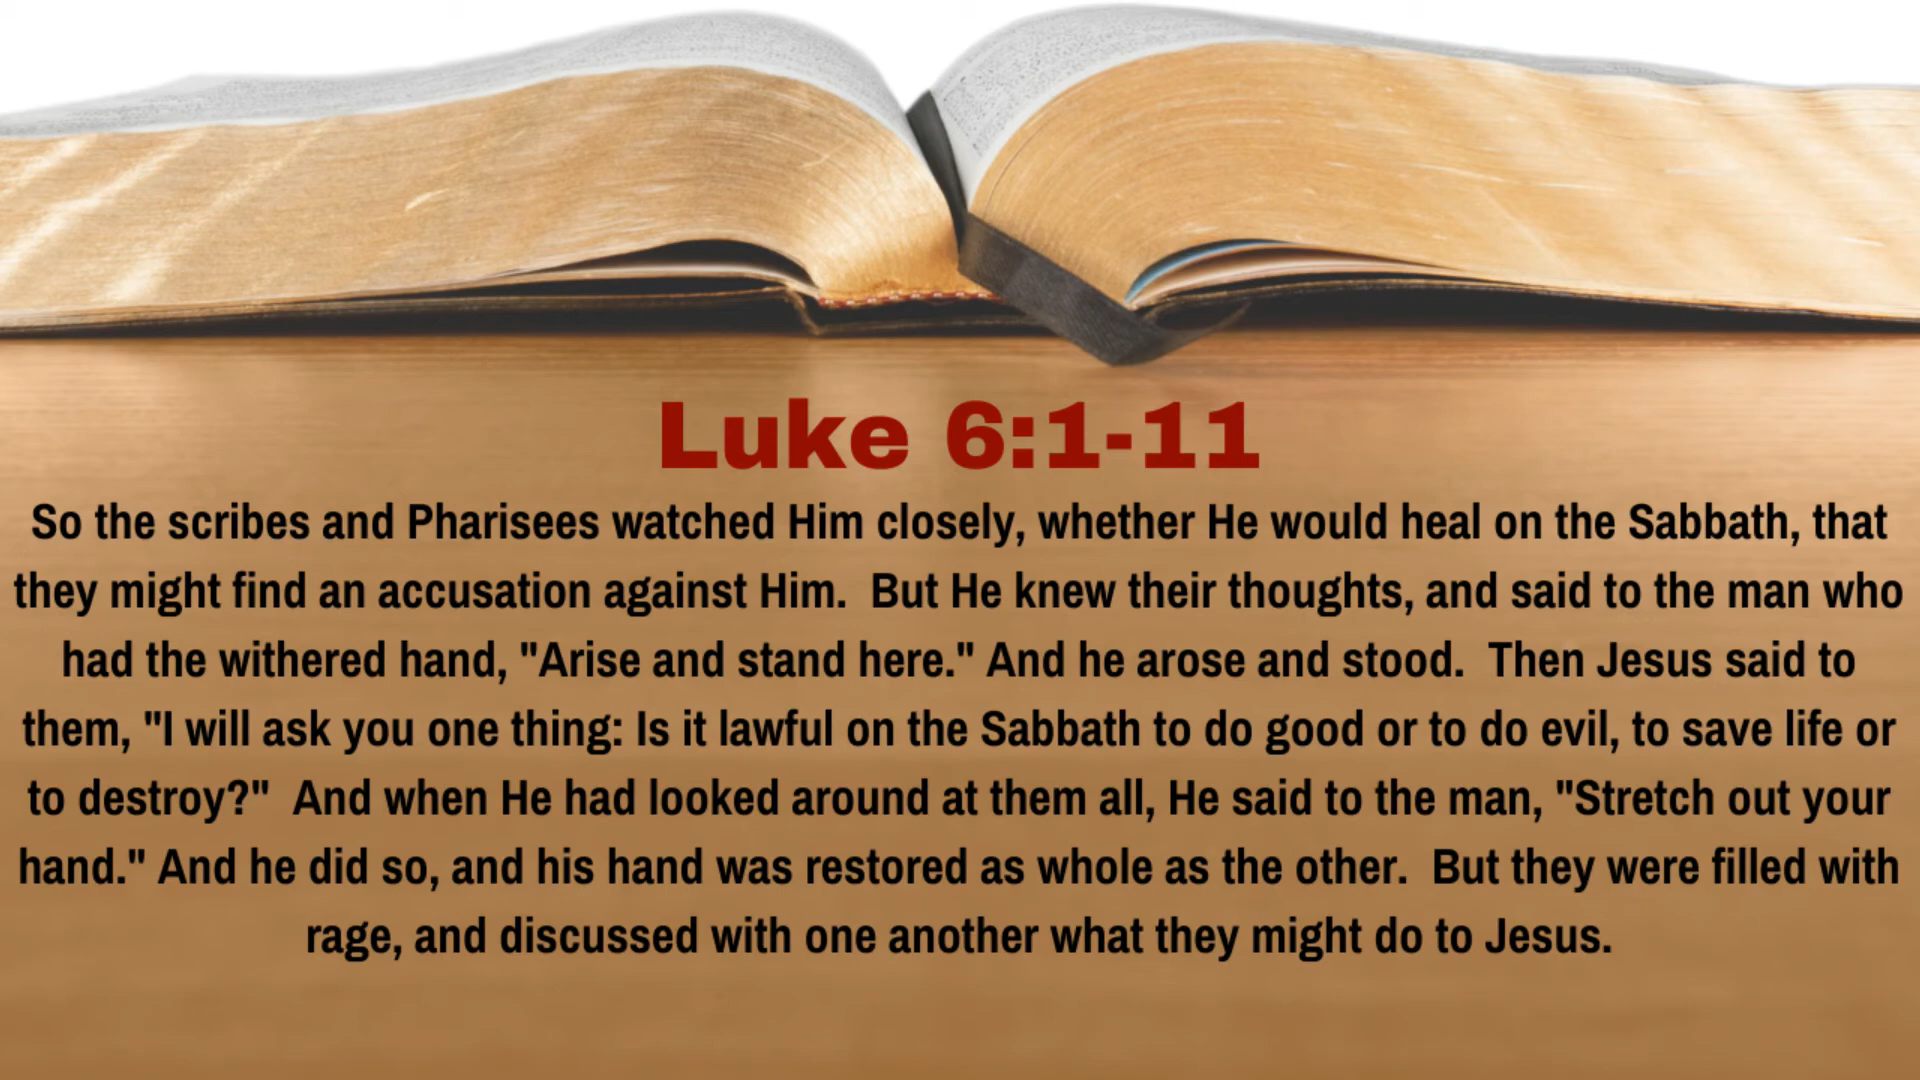 Luke 6:1-11
So the scribes and Pharisees watched Him closely, whether He would heal on the Sabbath, that
they might find an accusation against Him.  But He knew their thoughts, and said to the man who
had the withered hand, "Arise and stand here." And he arose and stood.  Then Jesus said to
them, "I will ask you one thing: Is it lawful on the Sabbath to do good or to do evil, to save life or
to destroy?"  And when He had looked around at them all, He said to the man, "Stretch out your
hand." And he did so, and his hand was restored as whole as the other.  But they were filled with
rage, and discussed with one another what they might do to Jesus.